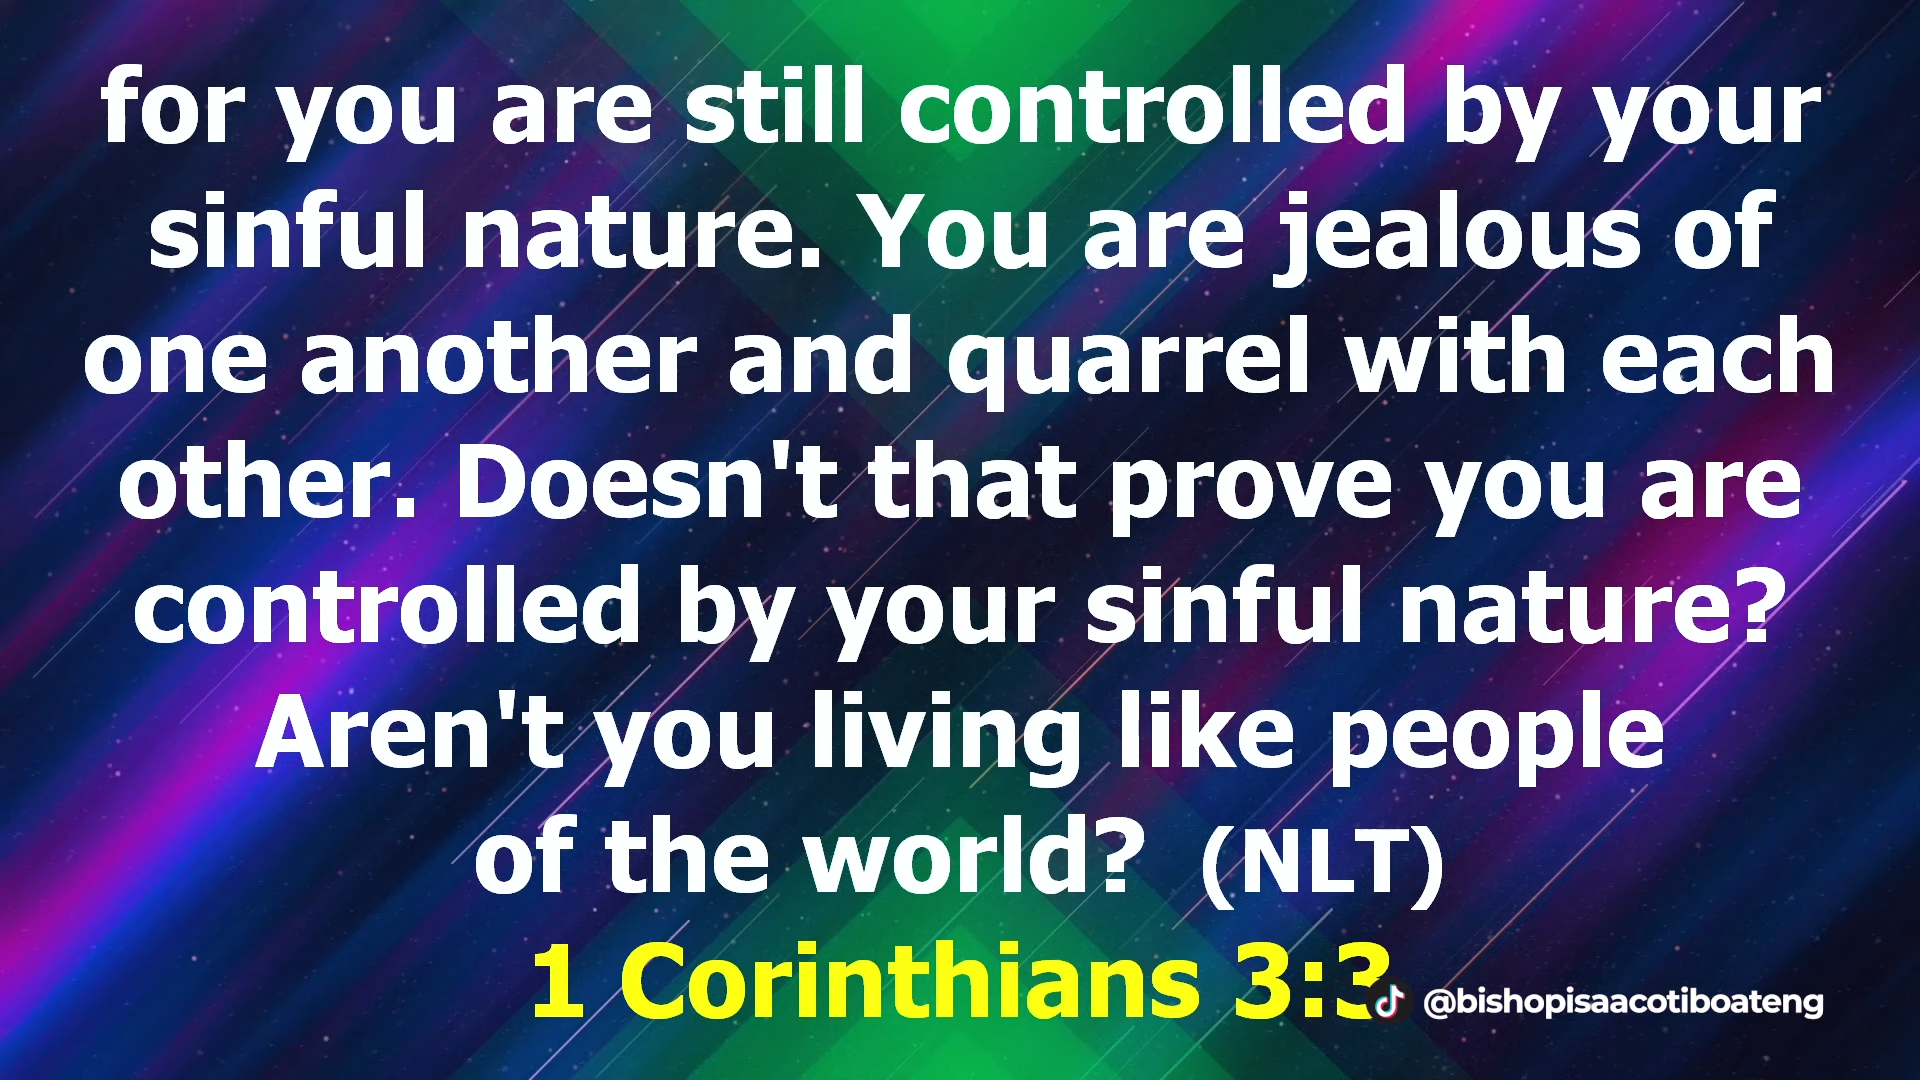 for you are still controlled by your
sinful nature. You are jealous of
one another and quarrel with each
other. Doesn't that prove you are
controlled by your sinful nature?
Aren't you living like people
of the world? (NLT)
1 Corinthians 3:3
@bishopisaacotiboateng